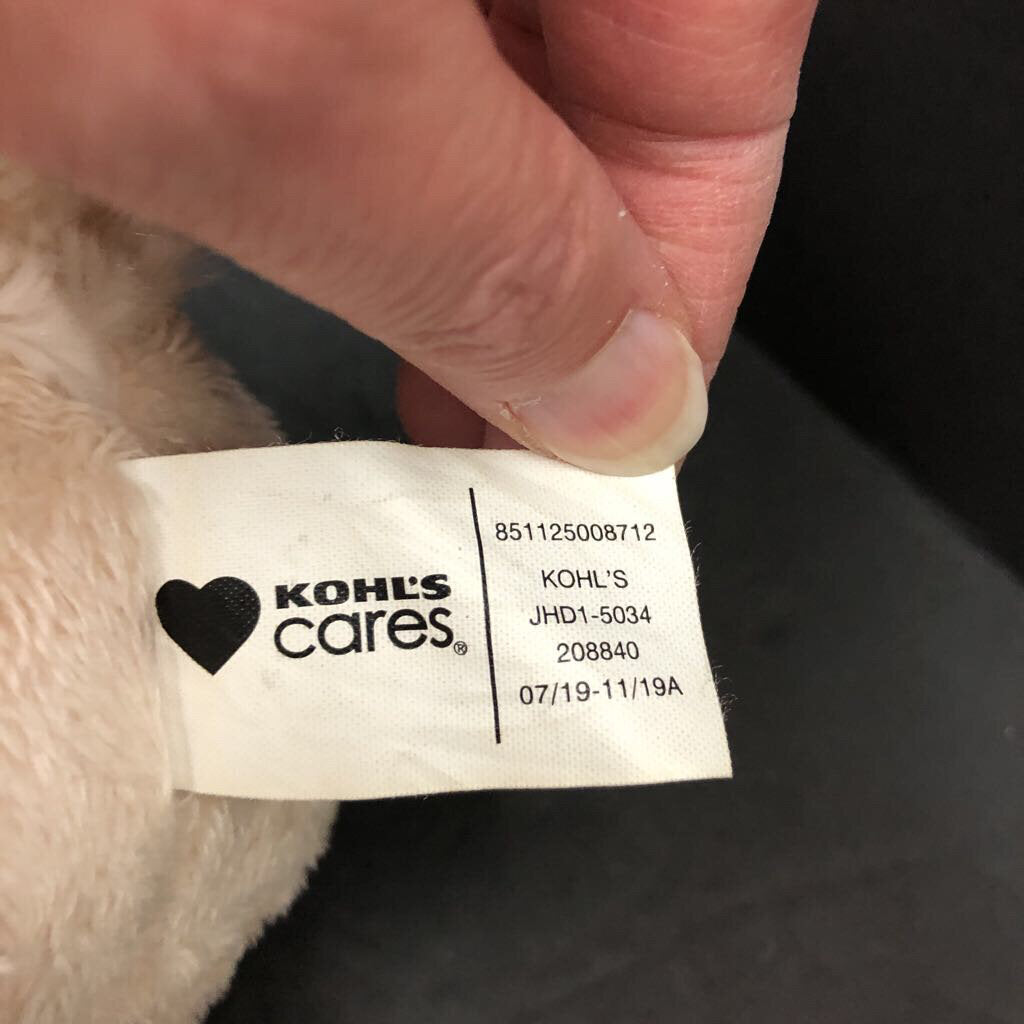 KOHL'S
cares®
851125008712
KOHL'S
JHD1-5034
208840
07/19-11/19A